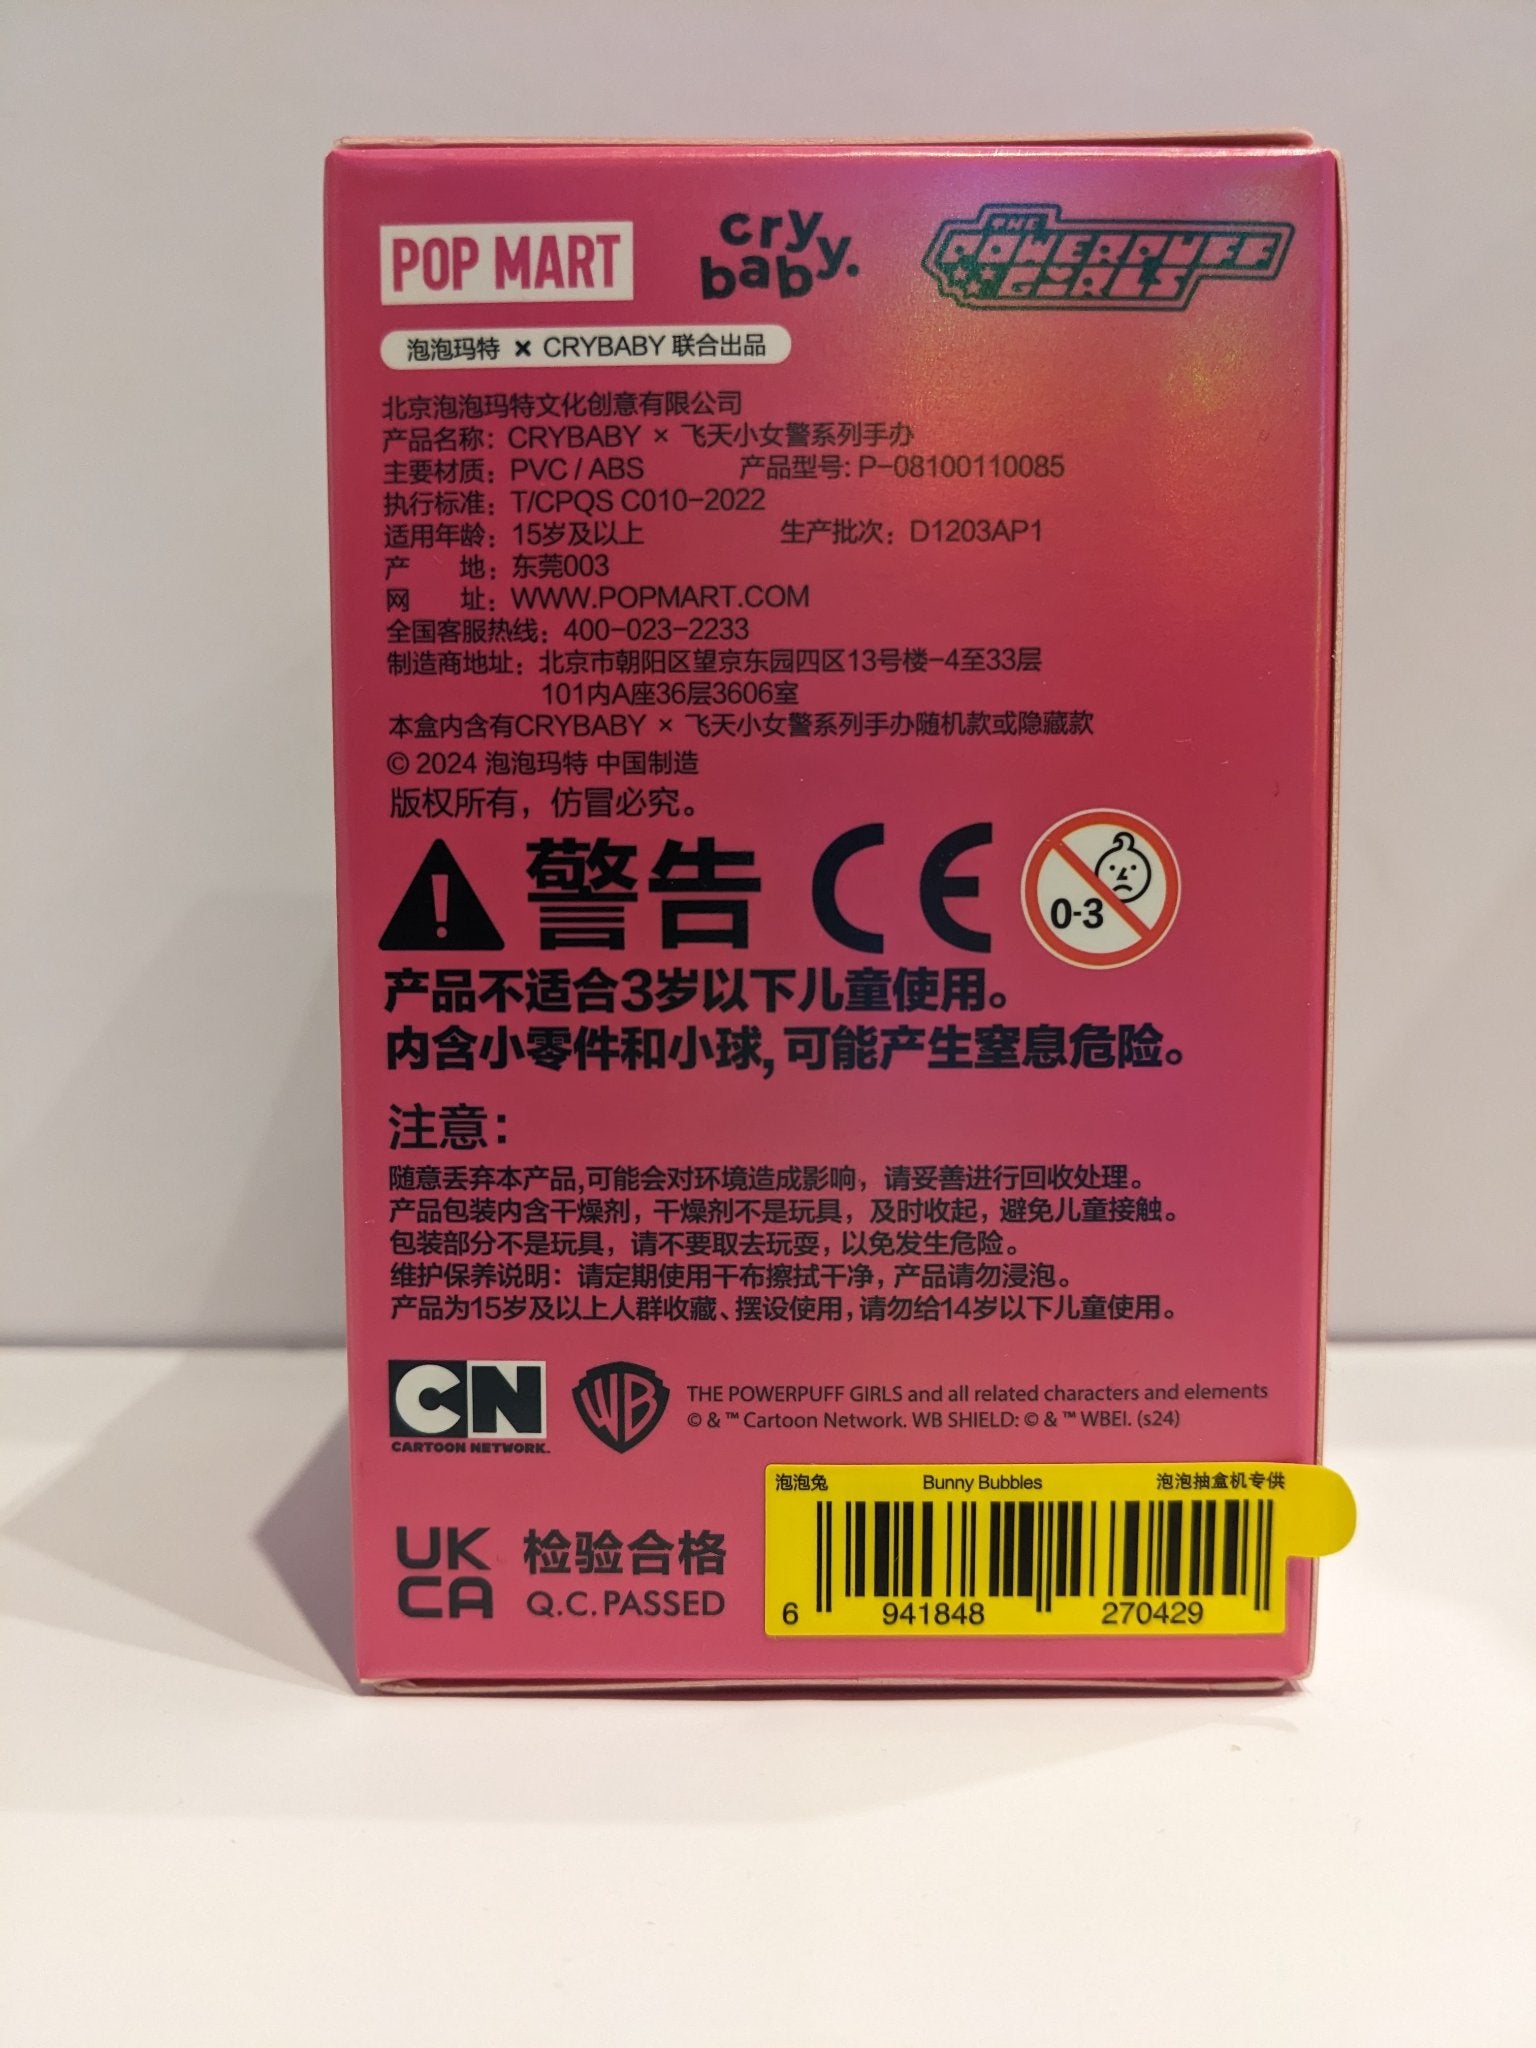 POP MART
cry
baby.
THE
POWERPUFF
GIRLS
泡泡玛特 × CRYBABY 联合出品
北京泡泡玛特文化创意有限公司
产品名称：CRYBABY × 飞天小女警系列手办
主要材质：PVC / ABS 产品型号: P-08100110085
执行标准：T/CPQS C010-2022
适用年龄：15岁及以上 生产批次：D1203AP1
产 地：东莞003
网 址：WWW.POPMART.COM
全国客服热线：400-023-2233
制造商地址：北京市朝阳区望京东园四区13号楼-4至33层
101内A座36层3606室
本盒内含有CRYBABY × 飞天小女警系列手办随机款或隐藏款
© 2024 泡泡玛特 中国制造
版权所有，仿冒必究。
警告 CE 0-3
产品不适合3岁以下儿童使用。
内含小零件和小球，可能产生窒息危险。
注意：
随意丢弃本产品,可能会对环境造成影响，请妥善进行回收处理。
产品包装内含干燥剂，干燥剂不是玩具，及时收起，避免儿童接触。
包装部分不是玩具，请不要取去玩耍，以免发生危险。
维护保养说明：请定期使用干布擦拭干净，产品请勿浸泡。
产品为15岁及以上人群收藏、摆设使用，请勿给14岁以下儿童使用。
CN
CARTOON NETWORK.
WB
THE POWERPUFF GIRLS and all related characters and elements
© & ™ Cartoon Network. WB SHIELD: © & ™ WBEI. (s24)
泡泡兔 Bunny Bubbles 泡泡抽盒机专供
6 941848 270429
UK
CA
检验合格
Q.C.PASSED